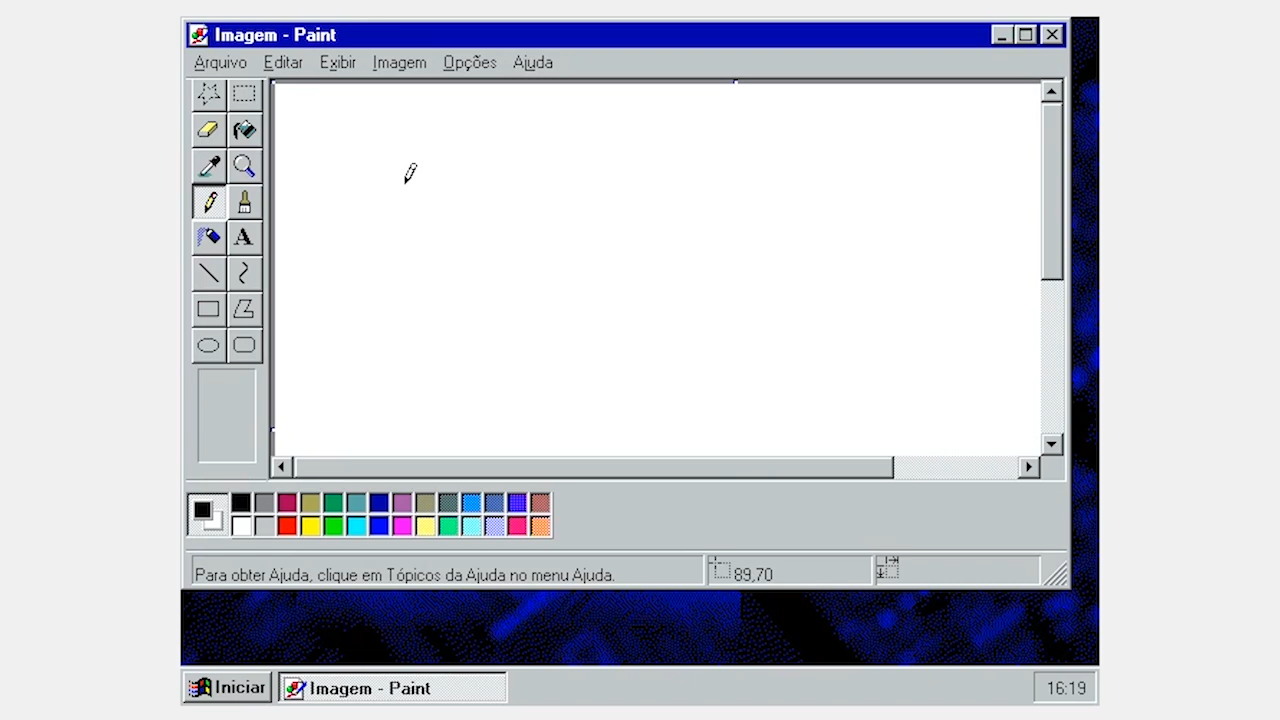 Imagem - Paint
Arquivo Editar Exibir Imagem Opções Ajuda
A
Para obter Ajuda, clique em Tópicos da Ajuda no menu Ajuda.
89,70
Iniciar
Imagem - Paint
16:19